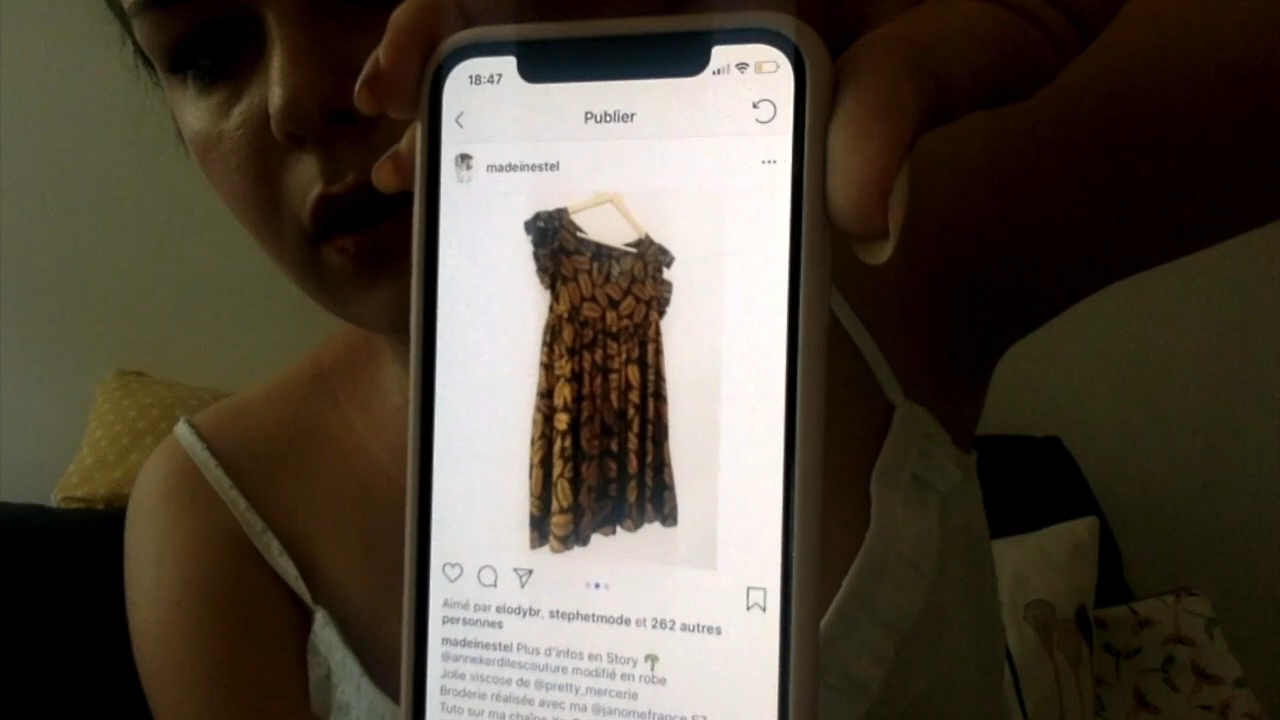 18:47
Publier
madeinestel
Aimé par elodybr, stephetmode et 262 autres
personnes
madeinestel Plus d'infos en Story
@annekerdilescouture modifié en robe
Jolie viscose de @pretty_mercerie
Broderie réalisée avec ma @janomefrance
Tuto sur ma chaîne